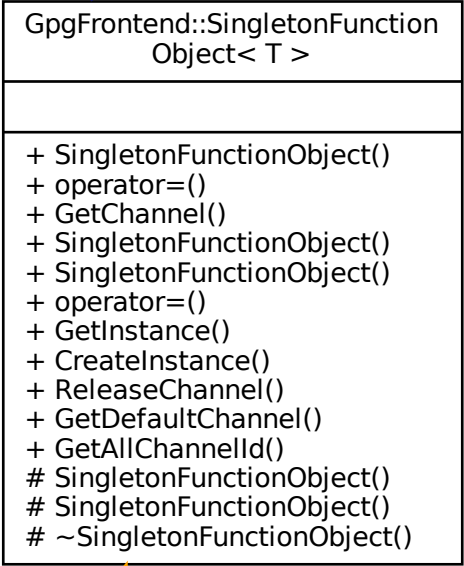 GpgFrontend::SingletonFunction
Object< T >
+ SingletonFunctionObject()
+ operator=()
+ GetChannel()
+ SingletonFunctionObject()
+ SingletonFunctionObject()
+ operator=()
+ GetInstance()
+ CreateInstance()
+ ReleaseChannel()
+ GetDefaultChannel()
+ GetAllChannelId()
# SingletonFunctionObject()
# SingletonFunctionObject()
# ~SingletonFunctionObject()